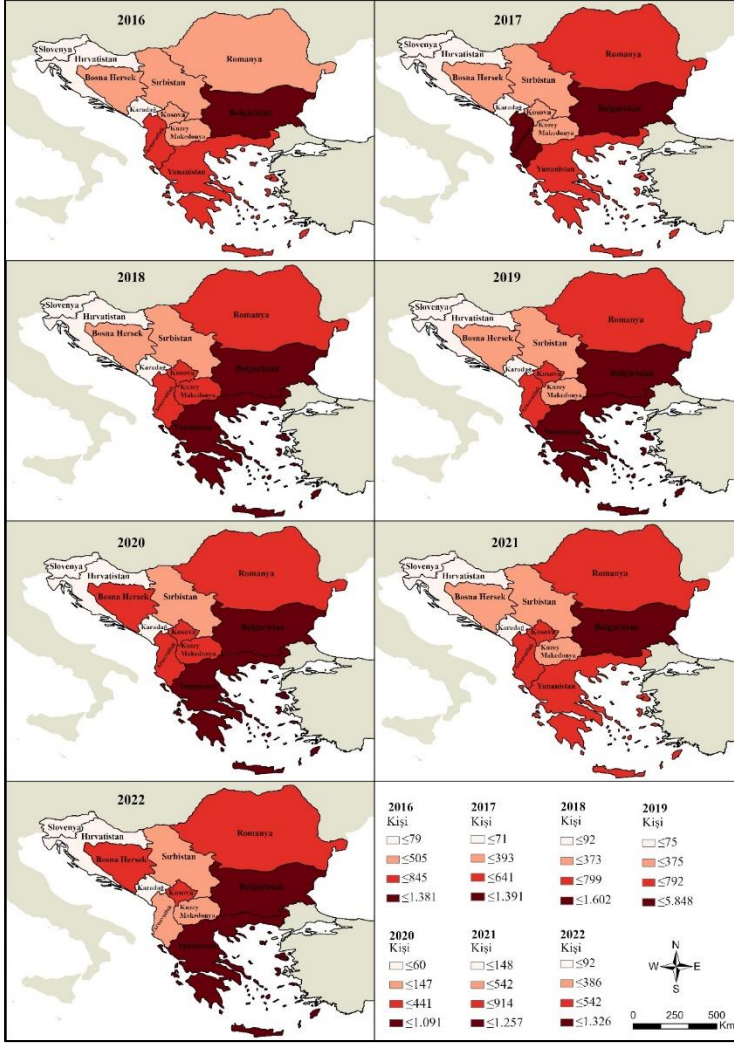 2016
Slovenya
Hırvatistan
Bosna Hersek
Sırbistan
Romanya
Karadağ
Kosova
Bulgaristan
Kuzey
Makedonya
Yunanistan
2017
Slovenya
Hırvatistan
Bosna Hersek
Sırbistan
Romanya
Karadağ
Kosova
Bulgaristan
Kuzey
Makedonya
Yunanistan
2018
Slovenya
Hırvatistan
Bosna Hersek
Sırbistan
Romanya
Karadağ
Kosova
Bulgaristan
Kuzey
Makedonya
Yunanistan
2019
Slovenya
Hırvatistan
Bosna Hersek
Sırbistan
Romanya
Karadağ
Kosova
Bulgaristan
Kuzey
Makedonya
Yunanistan
2020
Slovenya
Hırvatistan
Bosna Hersek
Sırbistan
Romanya
Karadağ
Kosova
Bulgaristan
Kuzey
Makedonya
Yunanistan
2021
Slovenya
Hırvatistan
Bosna Hersek
Sırbistan
Romanya
Karadağ
Kosova
Bulgaristan
Kuzey
Makedonya
Yunanistan
2022
Slovenya
Hırvatistan
Bosna Hersek
Sırbistan
Romanya
Karadağ
Kosova
Bulgaristan
Kuzey
Makedonya
Yunanistan
2016
Kişi
≤79
≤505
≤845
≤1.381
2017
Kişi
≤71
≤393
≤641
≤1.391
2018
Kişi
≤92
≤373
≤799
≤1.602
2019
Kişi
≤75
≤375
≤792
≤5.848
2020
Kişi
≤60
≤147
≤441
≤1.091
2021
Kişi
≤148
≤542
≤914
≤1.257
2022
Kişi
≤92
≤386
≤542
≤1.326
N
W E
S
0 250 500
Km